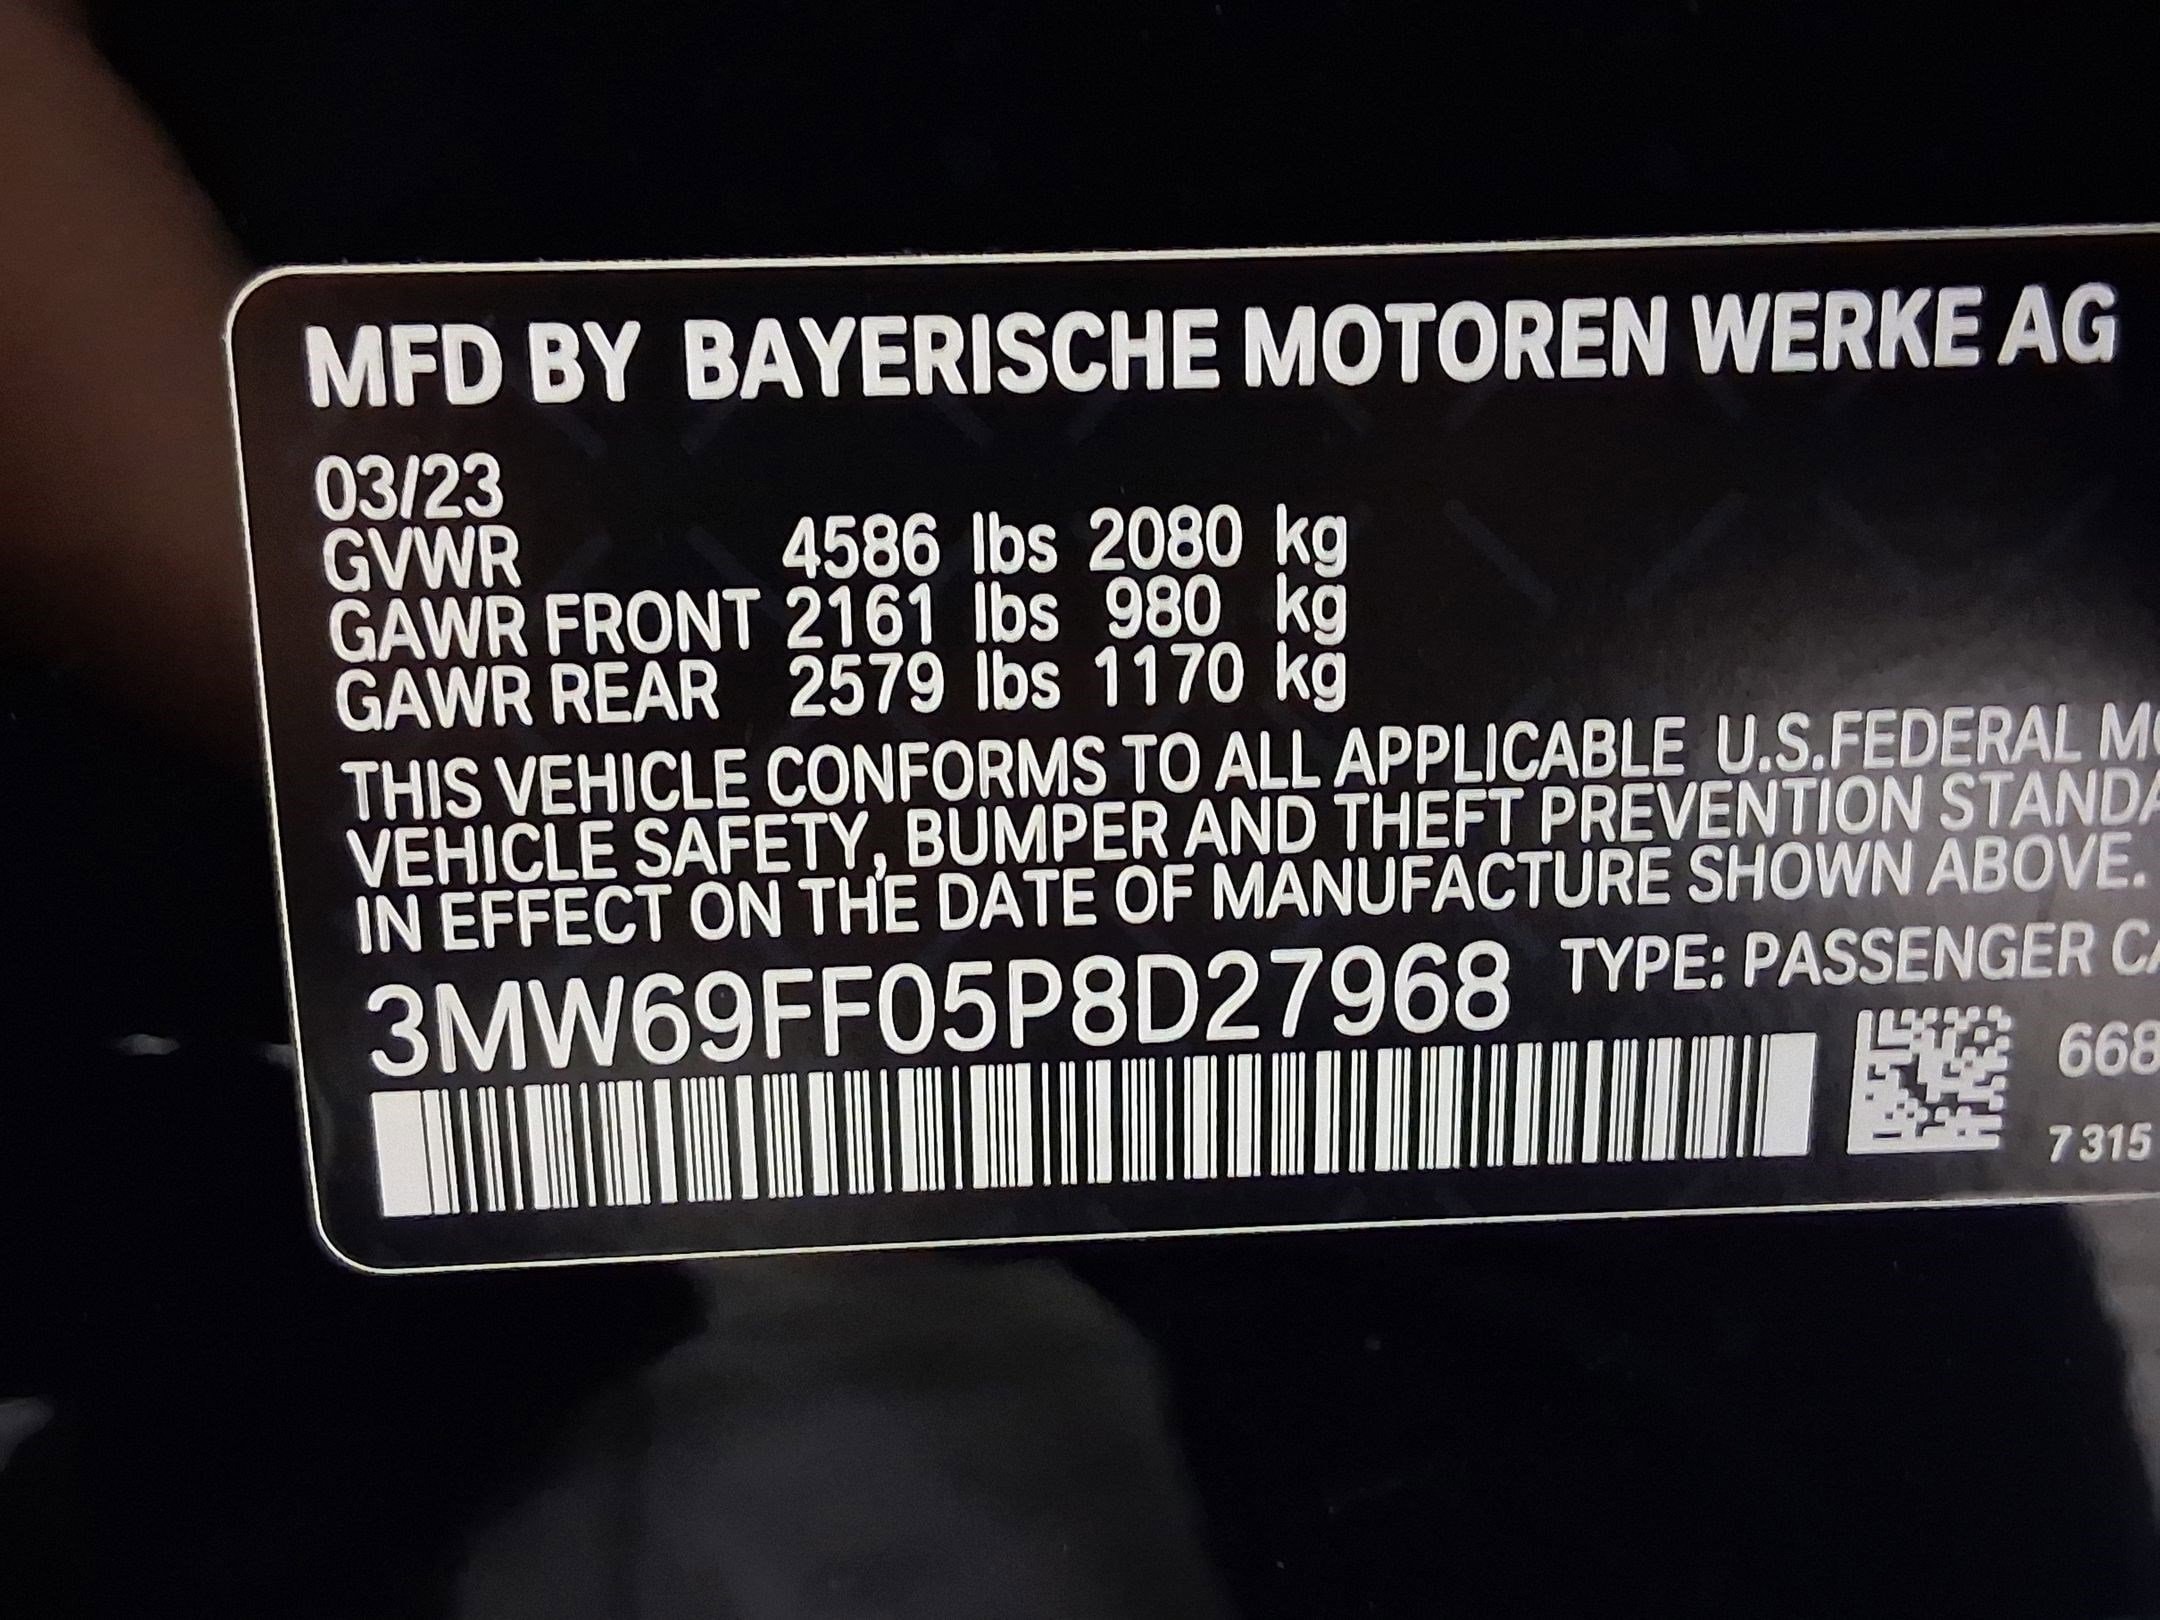 MFD BY BAYERISCHE MOTOREN WERKE AG
03/23
GVWR 4586 lbs 2080 kg
GAWR FRONT 2161 lbs 980 kg
GAWR REAR 2579 lbs 1170 kg
THIS VEHICLE CONFORMS TO ALL APPLICABLE U.S.FEDERAL
VEHICLE SAFETY, BUMPER AND THEFT PREVENTION
IN EFFECT ON THE DATE OF MANUFACTURE SHOWN ABOVE.
3MW69FF05P8D27968 TYPE: PASSENGER
668
7 315